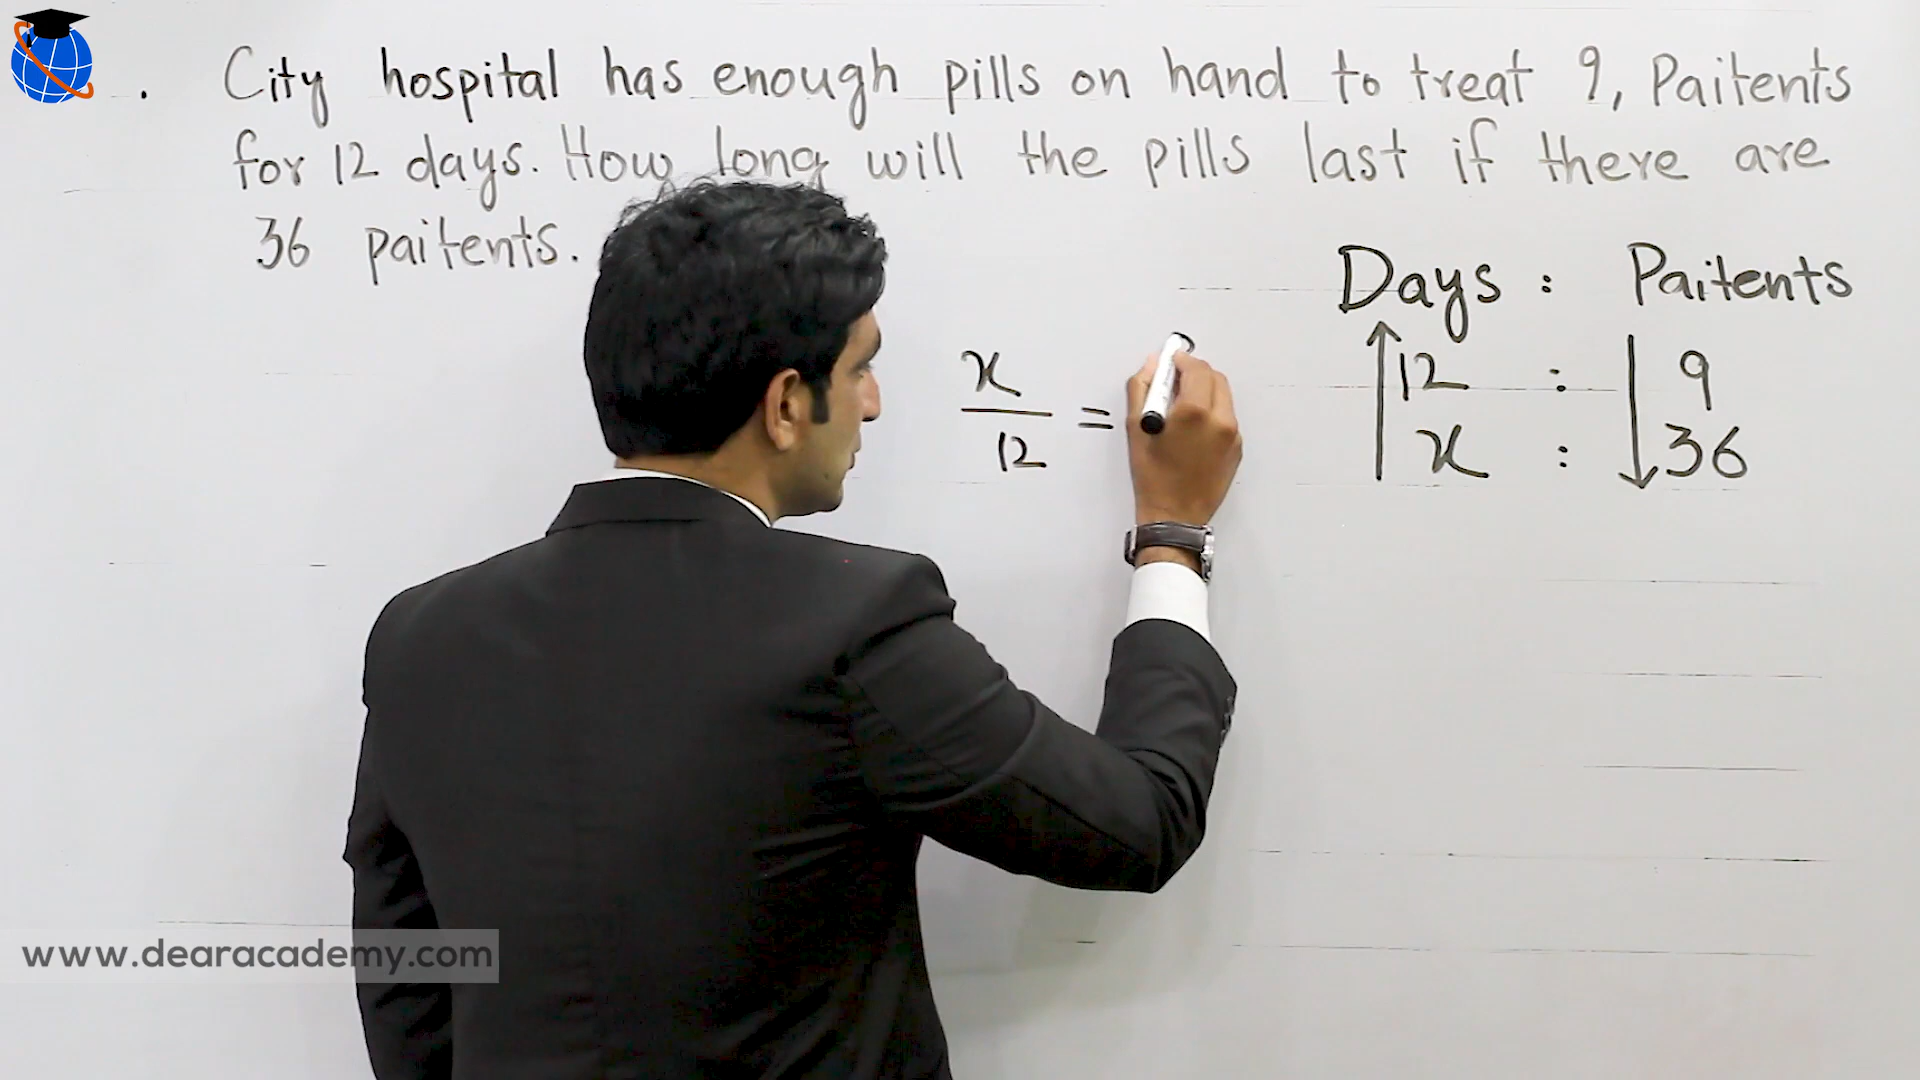 City hospital has enough pills on hand to treat 9, Paitents
for 12 days. How long will the pills last if there are
36 paitents.
Days : Paitents
12 : 9
x : 36
x
12 =
www.dearacademy.com